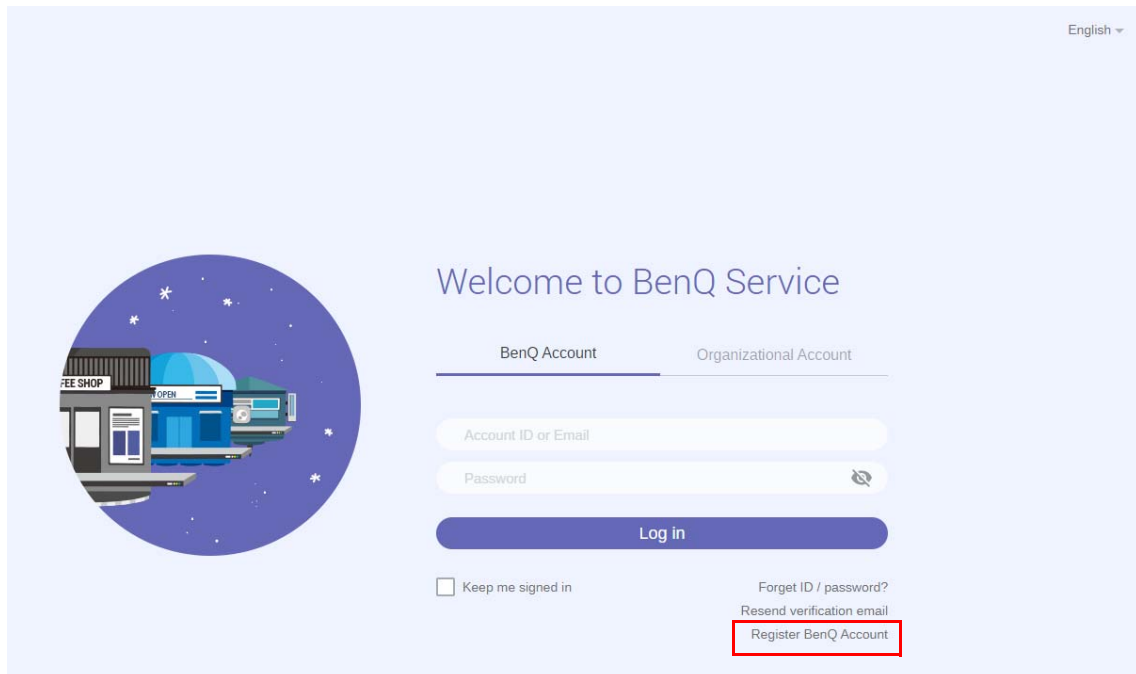 English
Welcome to BenQ Service
BenQ Account
Organizational Account
FEE SHOP
OPEN
Account ID or Email
Password
Log in
Keep me signed in
Forget ID / password?
Resend verification email
Register BenQ Account